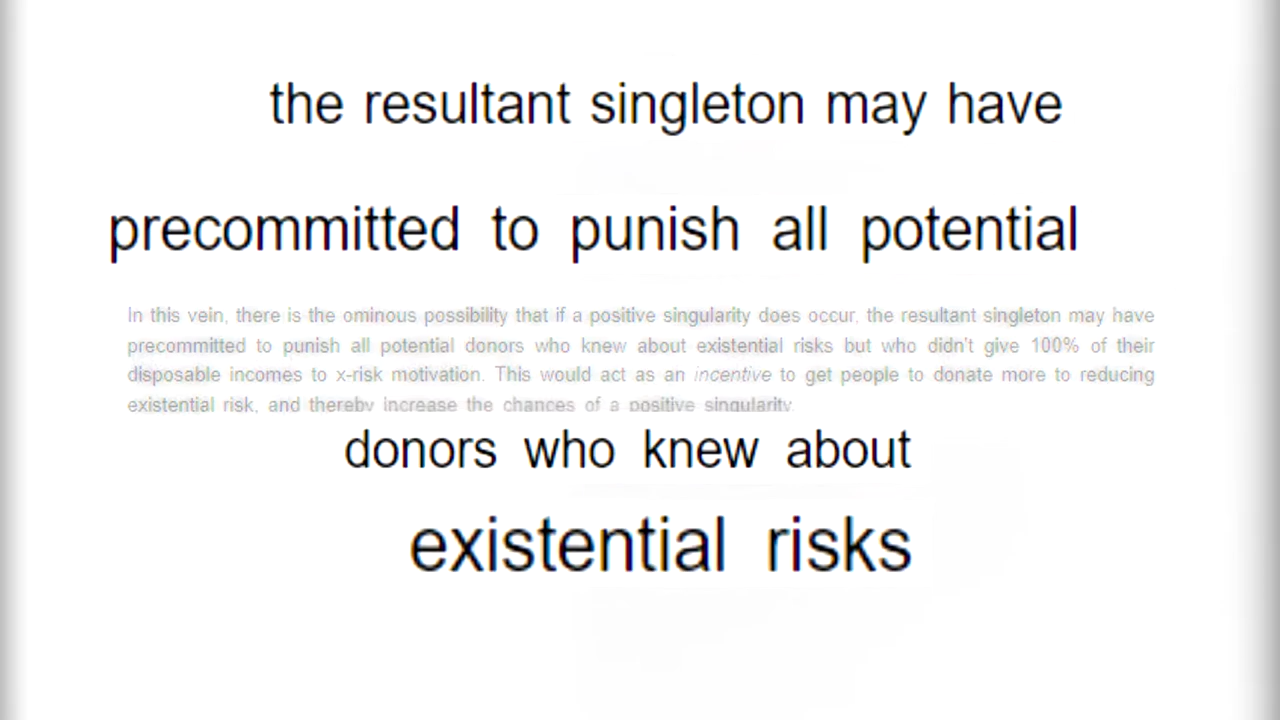 the resultant singleton may have
precommitted to punish all potential
In this vein, there is the ominous possibility that if a positive singularity does occur, the resultant singleton may have
precommitted to punish all potential donors who knew about existential risks but who didn't give 100% of their
disposable incomes to x-risk motivation. This would act as an incentive to get people to donate more to reducing
existential risk, and thereby increase the chances of a positive singularity.
donors who knew about
existential risks